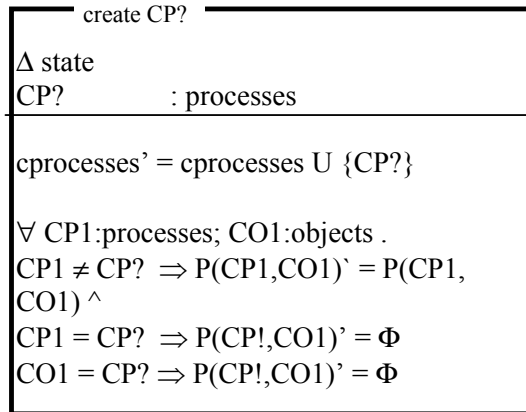 create CP?
Δ state
CP? : processes
cprocesses’ = cprocesses U {CP?}
∀ CP1:processes; CO1:objects .
CP1 ≠ CP? ⇒ P(CP1,CO1)` = P(CP1,
CO1) ^
CP1 = CP? ⇒ P(CP!,CO1)’ = Φ
CO1 = CP? ⇒ P(CP!,CO1)’ = Φ